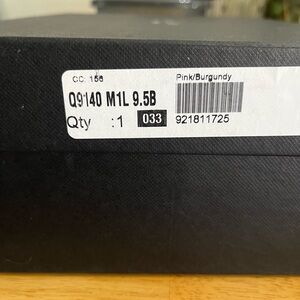 CC: 156 Pink/Burgundy
Q9140 M1L 9.5B
Qty :1 033 921811725